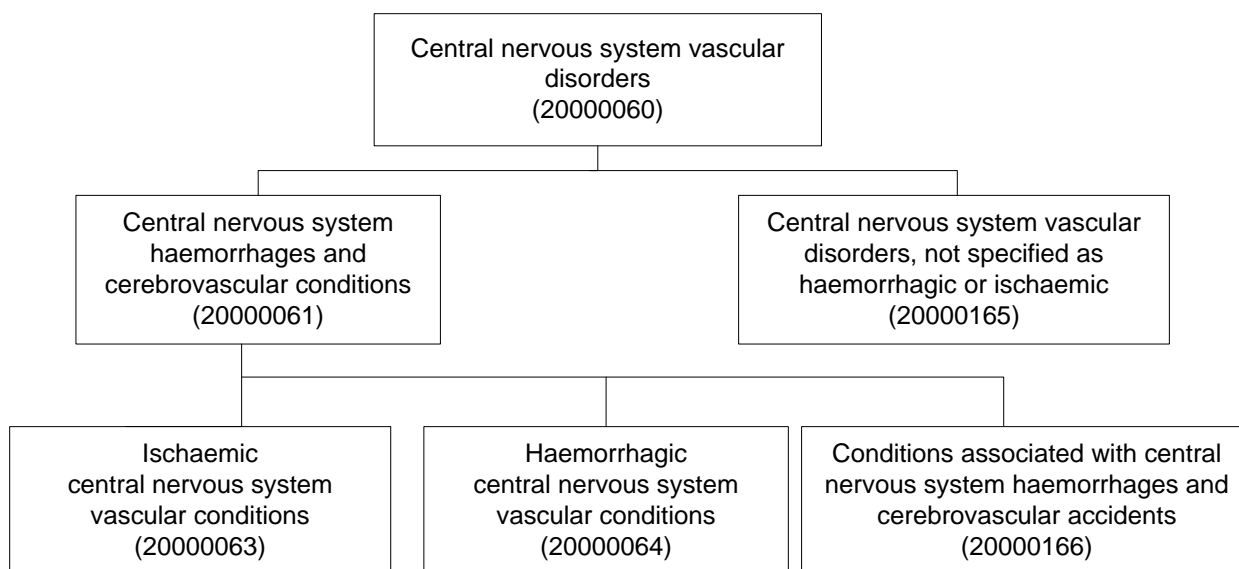 Central nervous system vascular
disorders
(20000060)
Central nervous system
haemorrhages and
cerebrovascular conditions
(20000061)
Central nervous system vascular
disorders, not specified as
haemorrhagic or ischaemic
(20000165)
Ischaemic
central nervous system
vascular conditions
(20000063)
Haemorrhagic
central nervous system
vascular conditions
(20000064)
Conditions associated with central
nervous system haemorrhages and
cerebrovascular accidents
(20000166)